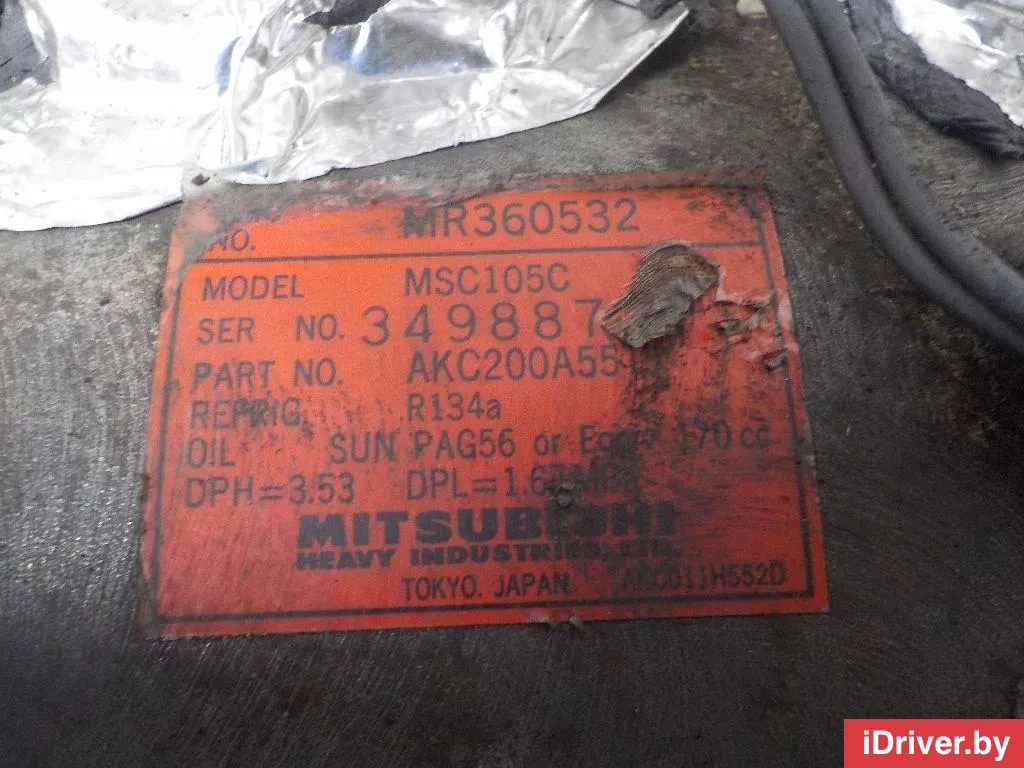 NO. MR360532
MODEL MSC105C
SER NO. 349887
PART NO. AKC200A55
REFRIG. R134a
OIL SUN PAG56 or 170 cc
DPH=3.53 DPL=1.67
MITSUBISHI
HEAVY INDUSTRIES, LTD.
TOKYO. JAPAN. AKC011H552D
iDriver.by